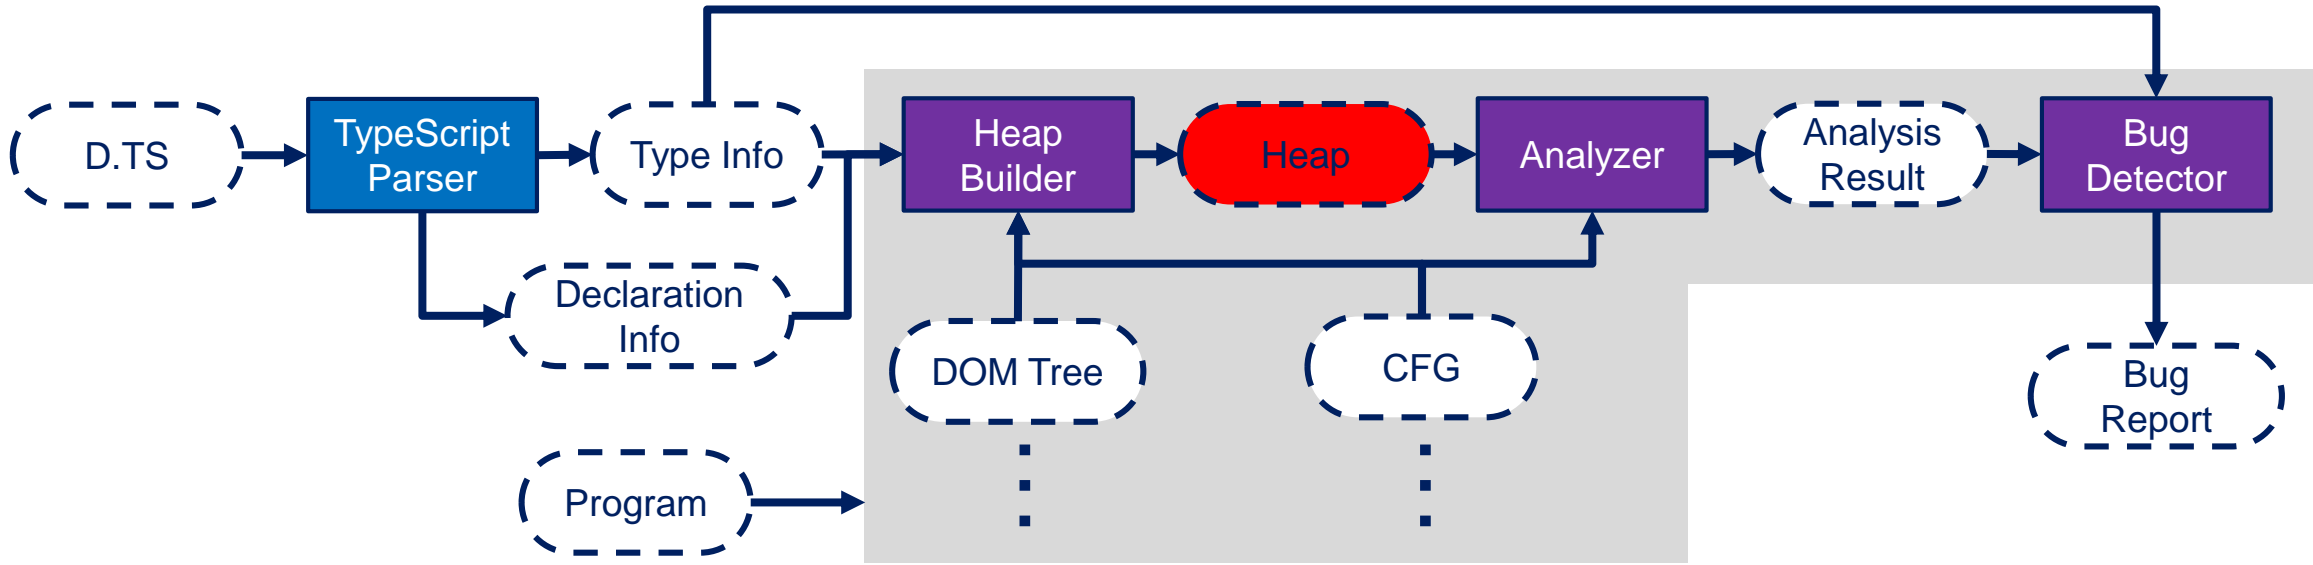 D.TS
TypeScript
Parser
Type Info
Heap
Builder
Heap
Analyzer
Analysis
Result
Bug
Detector
Declaration
Info
DOM Tree
CFG
Bug
Report
Program